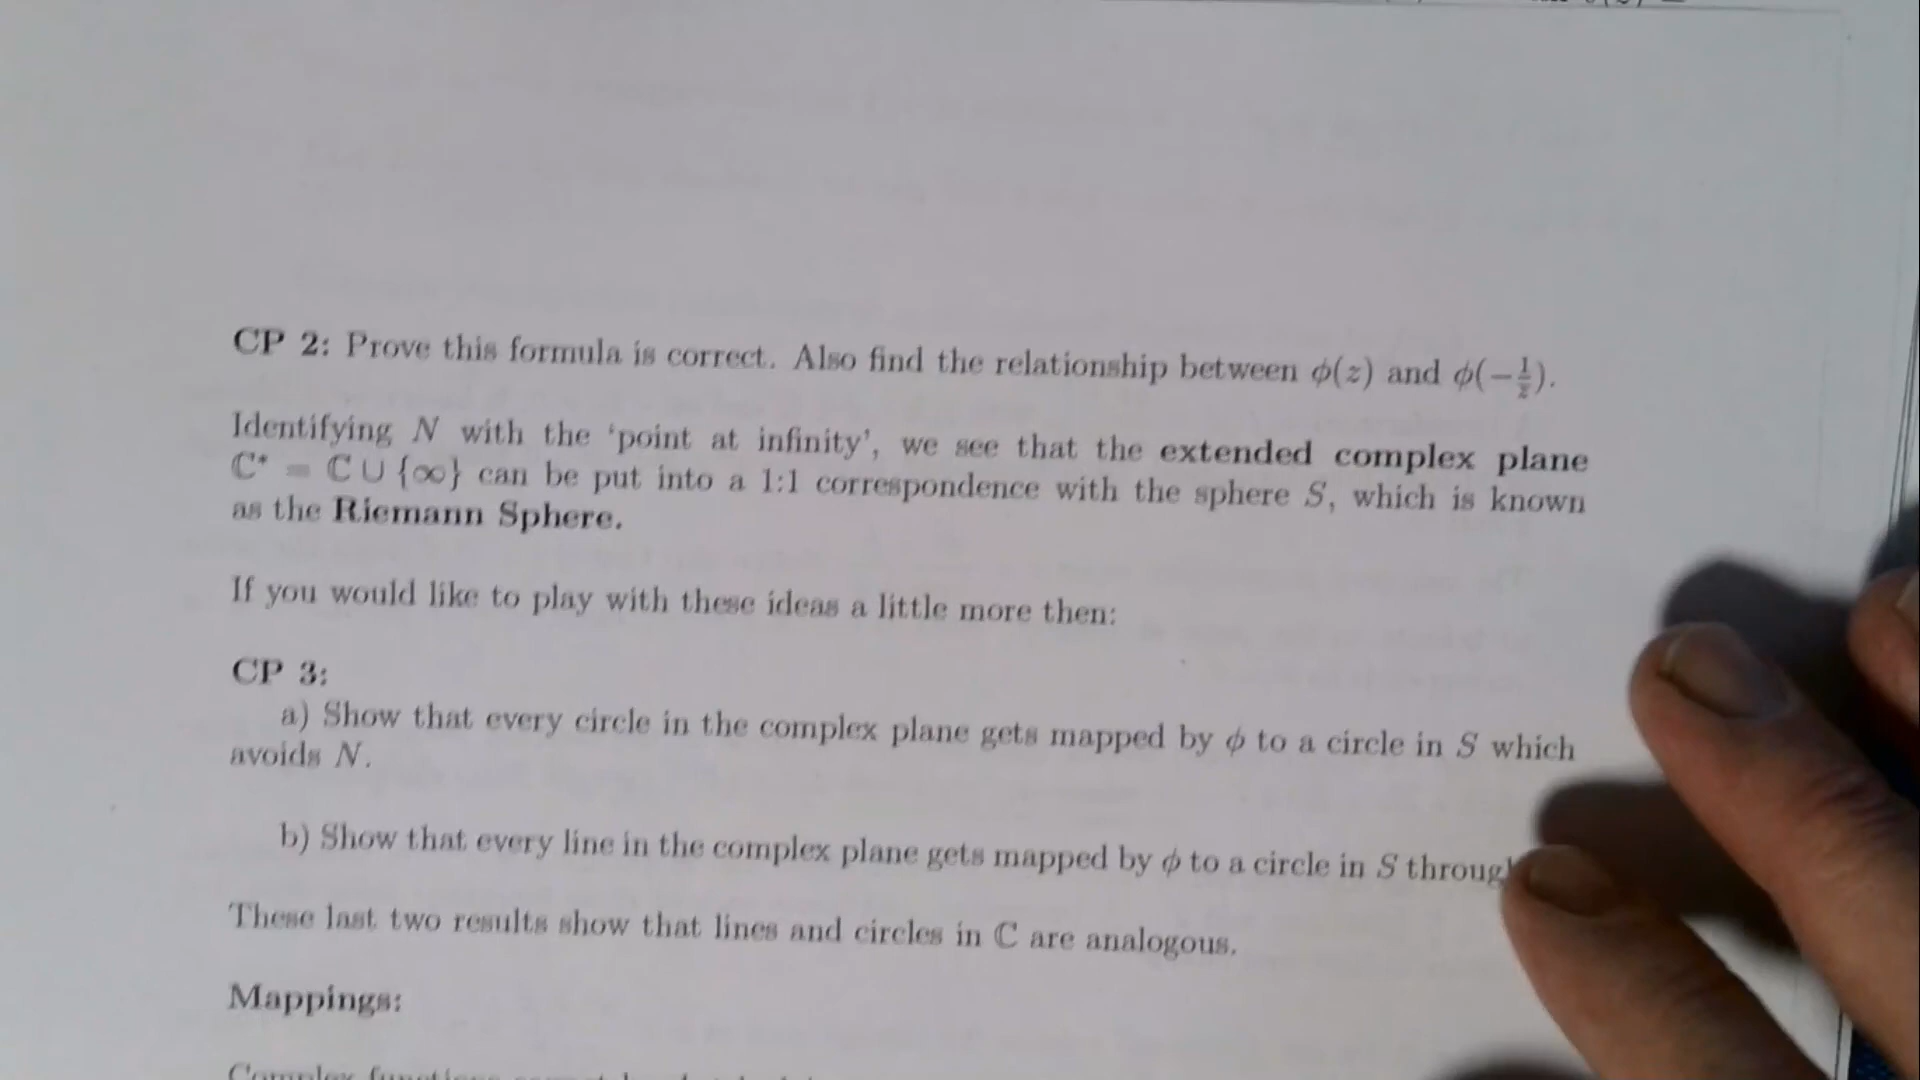 CP 2: Prove this formula is correct. Also find the relationship between ϕ(z) and ϕ(−1/z̄).
Identifying N with the ‘point at infinity’, we see that the extended complex plane
ℂ* = ℂ ∪ {∞} can be put into a 1:1 correspondence with the sphere S, which is known
as the Riemann Sphere.
If you would like to play with these ideas a little more then:
CP 3:
a) Show that every circle in the complex plane gets mapped by ϕ to a circle in S which
avoids N.
b) Show that every line in the complex plane gets mapped by ϕ to a circle in S through
These last two results show that lines and circles in ℂ are analogous.
Mappings:
Complex functions